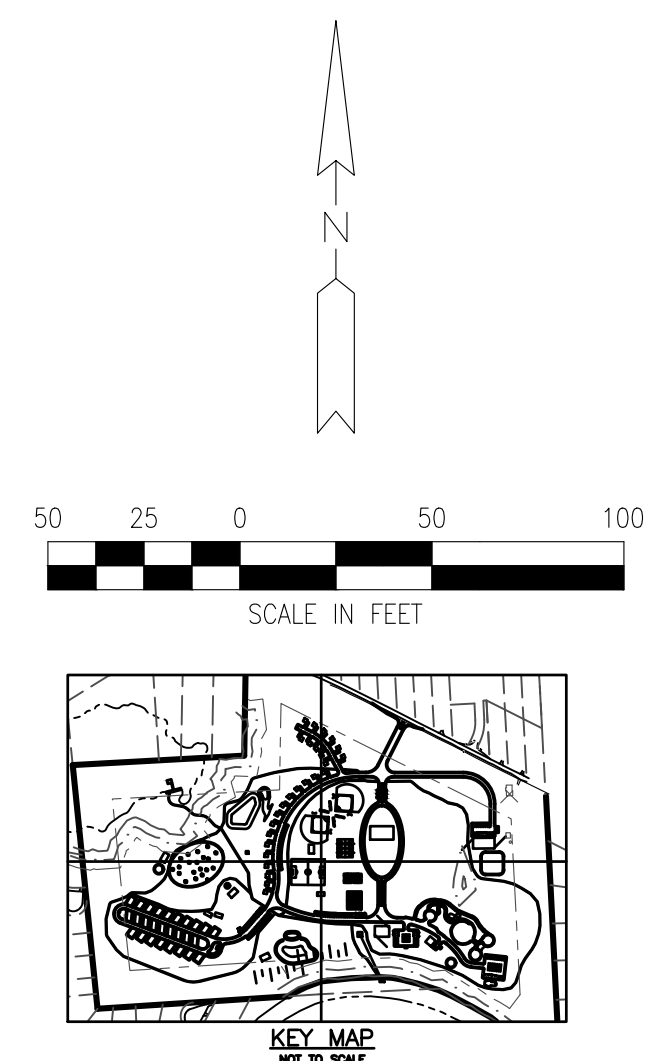 N
50 25 0 50 100
SCALE IN FEET
KEY MAP
NOT TO SCALE